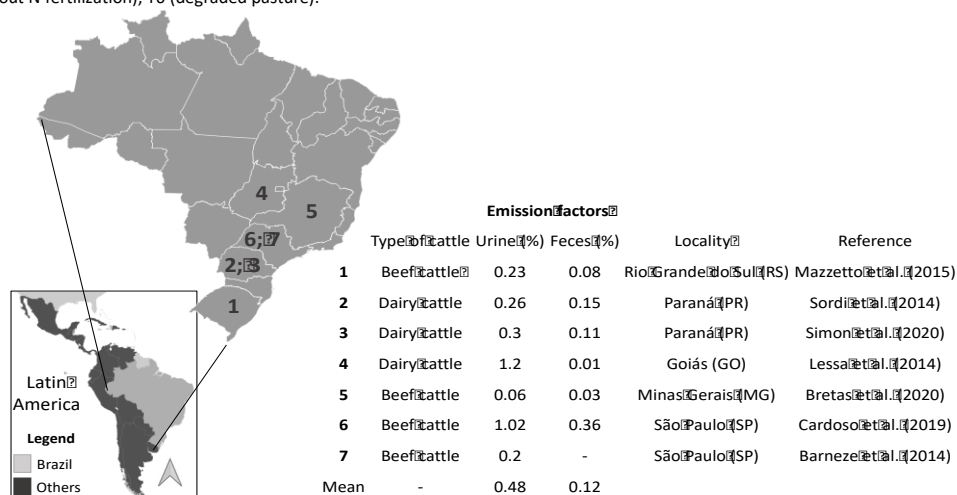 out N fertilization), T6 (degraded pasture).
4
5
6; 7
2; 3
1
Latin
America
Legend
Brazil
Others
Emission factors
Type of cattle Urine (%) Feces (%) Locality Reference
1 Beef cattle 0.23 0.08 Rio Grande do Sul (RS) Mazzetto et al. (2015)
2 Dairy cattle 0.26 0.15 Paraná (PR) Sordi et al. (2014)
3 Dairy cattle 0.3 0.11 Paraná (PR) Simon et al. (2020)
4 Dairy cattle 1.2 0.01 Goiás (GO) Lessa et al. (2014)
5 Beef cattle 0.06 0.03 Minas Gerais (MG) Bretas et al. (2020)
6 Beef cattle 1.02 0.36 São Paulo (SP) Cardoso et al. (2019)
7 Beef cattle 0.2 - São Paulo (SP) Barneze et al. (2014)
Mean - 0.48 0.12